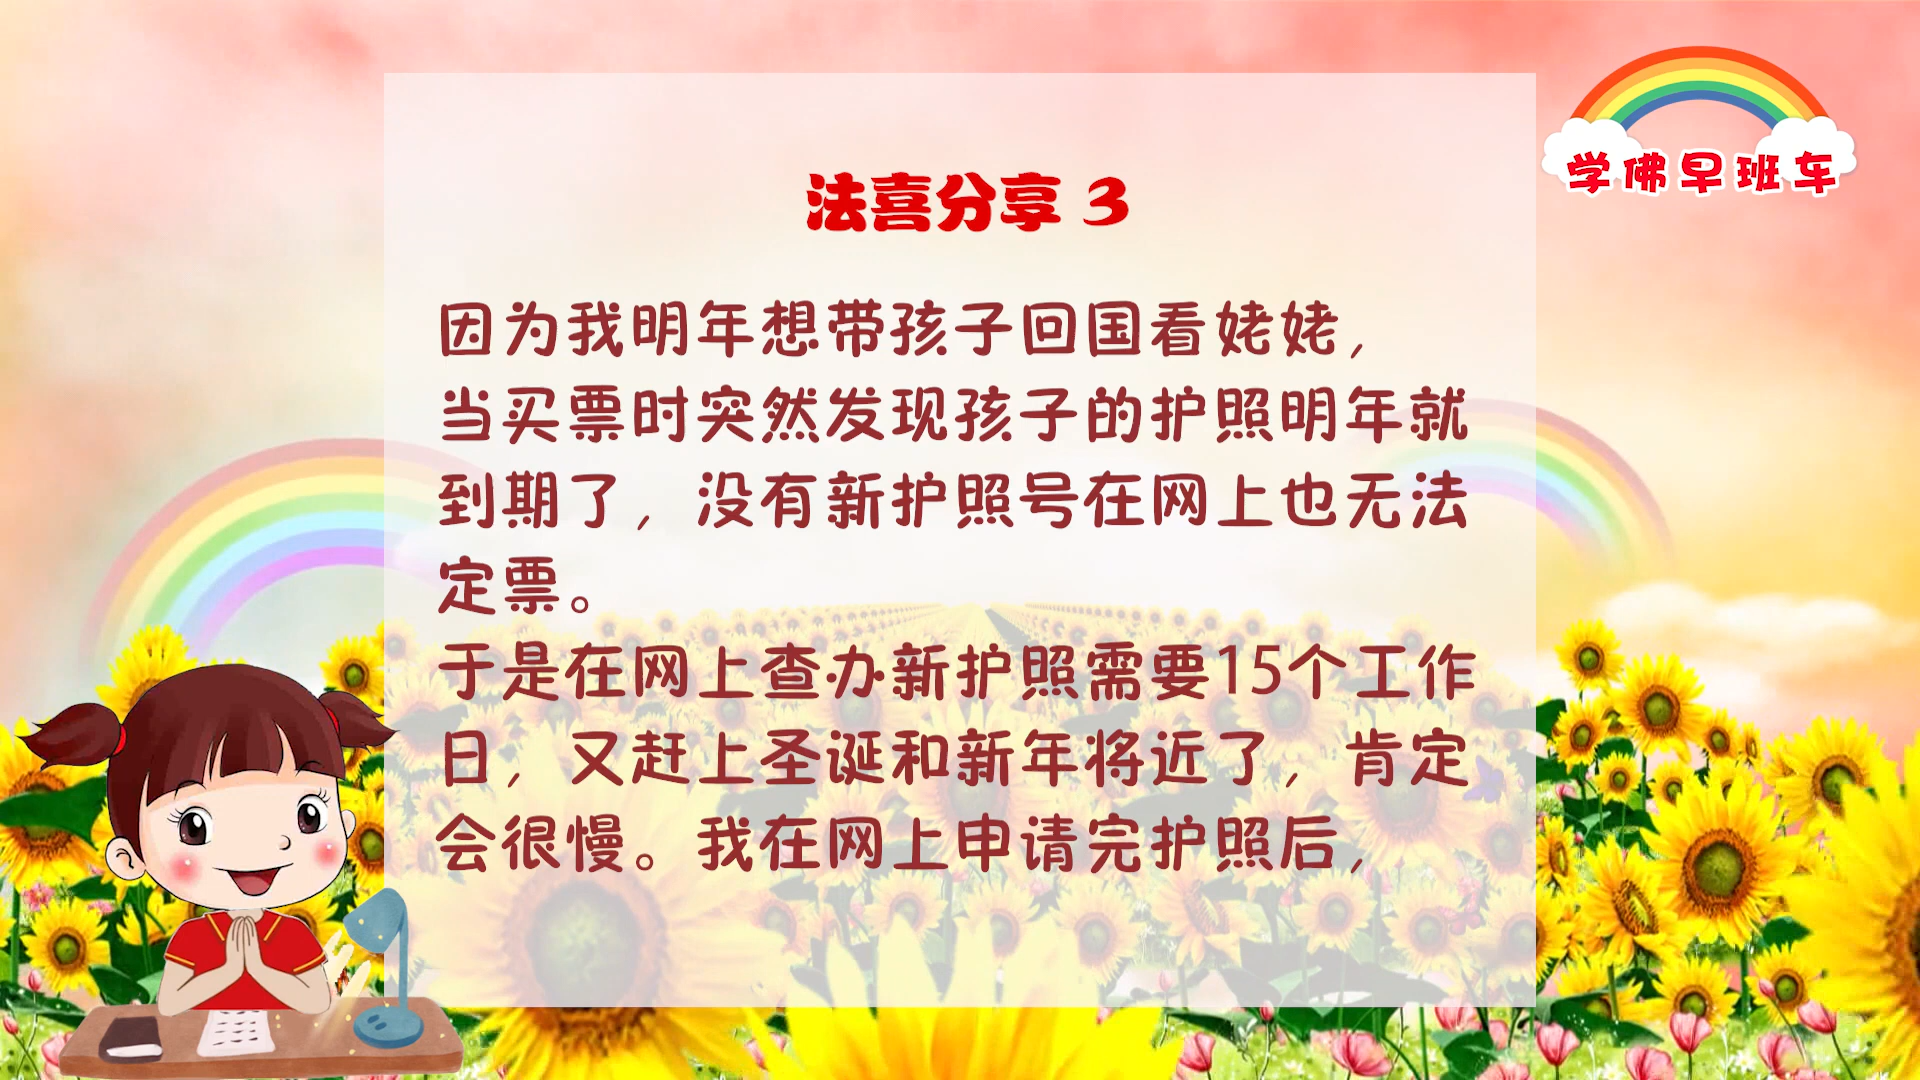 学佛早班车
法喜分享 3
因为我明年想带孩子回国看姥姥，
当买票时突然发现孩子的护照明年就
到期了，没有新护照号在网上也无法
定票。
于是在网上查办新护照需要15个工作
日，又赶上圣诞和新年将近了，肯定
会很慢。我在网上申请完护照后，